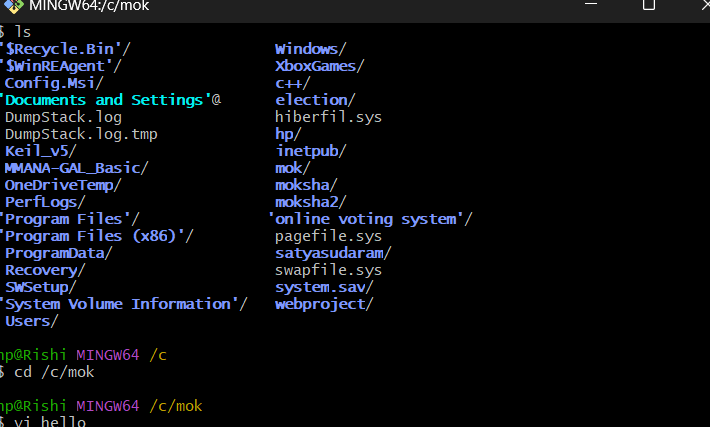 MINGW64:/c/mok
$ ls
'$Recycle.Bin'/ Windows/
'$WinREAgent'/ XboxGames/
Config.Msi/ c++/
'Documents and Settings'@ election/
DumpStack.log hiberfil.sys
DumpStack.log.tmp hp/
Keil_v5/ inetpub/
MMANA-GAL_Basic/ mok/
OneDriveTemp/ moksha/
PerfLogs/ moksha2/
'Program Files'/ 'online voting system'/
'Program Files (x86)'/ pagefile.sys
ProgramData/ satyasudaram/
Recovery/ swapfile.sys
SWSetup/ system.sav/
'System Volume Information'/ webproject/
Users/
hp@Rishi MINGW64 /c
$ cd /c/mok
hp@Rishi MINGW64 /c/mok
$ vi hello